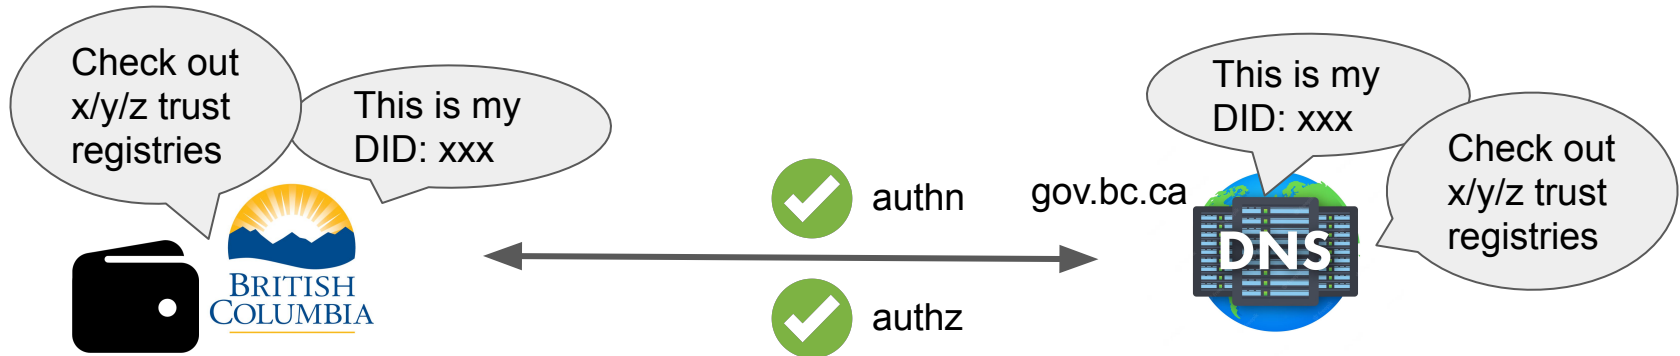 Check out
x/y/z trust
registries
This is my
DID: xxx
BRITISH
COLUMBIA
authn
authz
gov.bc.ca
DNS
This is my
DID: xxx
Check out
x/y/z trust
registries